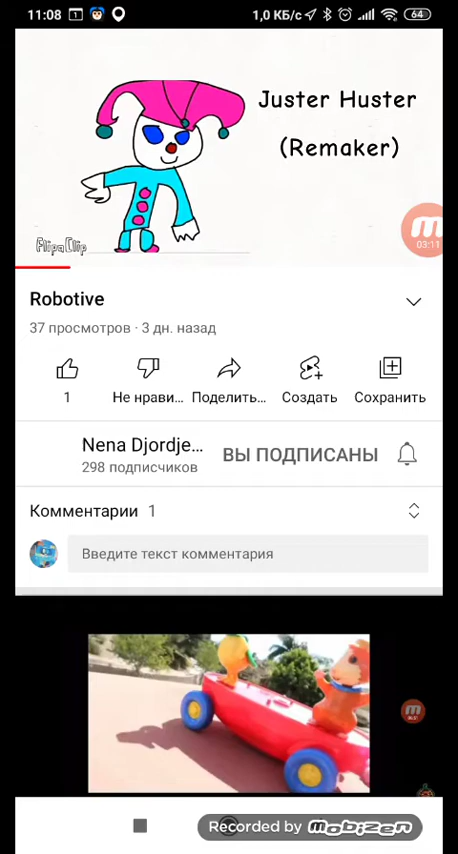 11:08
1,0 КБ/с
64
Juster Huster
(Remaker)
FlipaClip
03:11
Robotive
37 просмотров · 3 дн. назад
1
Не нрави...
Поделить...
Создать
Сохранить
Nena Djordje...
298 подписчиков
ВЫ ПОДПИСАНЫ
Комментарии 1
Введите текст комментария
Recorded by mobizen